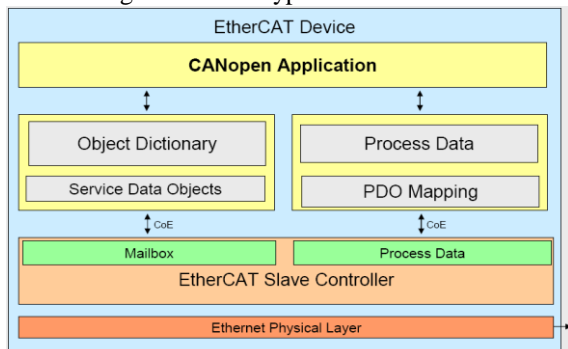 EtherCAT Device
CANopen Application
Object Dictionary
Service Data Objects
Process Data
PDO Mapping
CoE
CoE
Mailbox
Process Data
EtherCAT Slave Controller
Ethernet Physical Layer